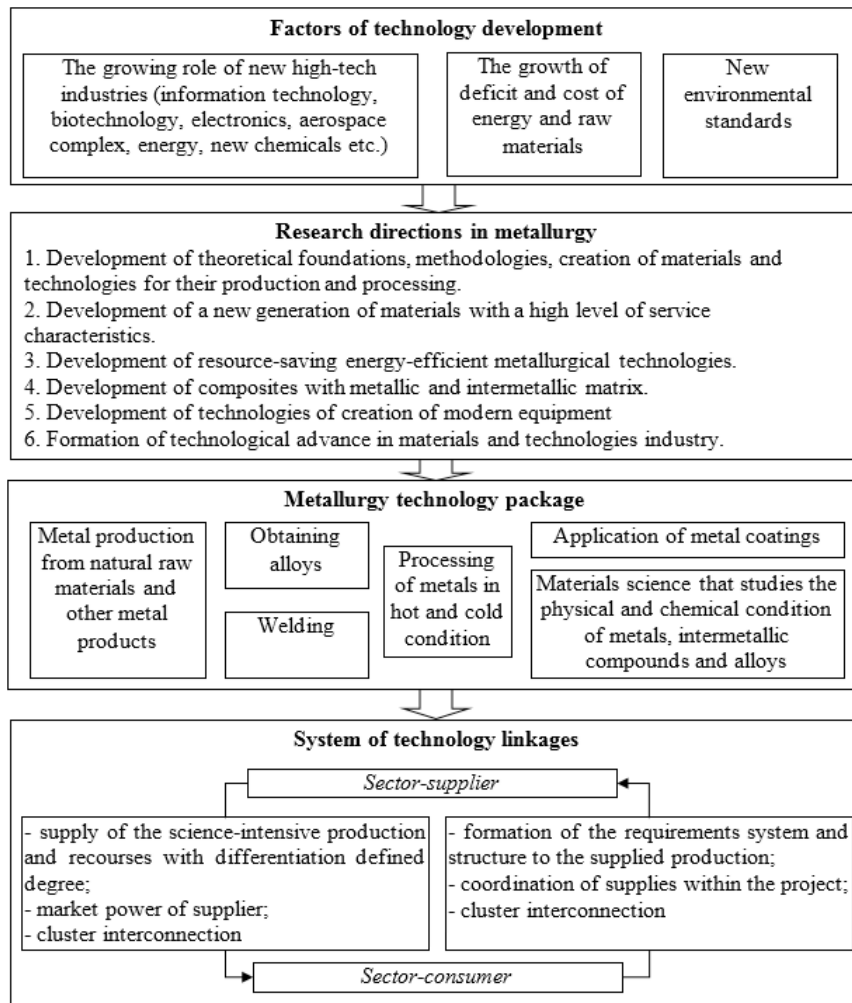 Factors of technology development
The growing role of new high-tech
industries (information technology,
biotechnology, electronics, aerospace
complex, energy, new chemicals etc.)
The growth of
deficit and cost of
energy and raw
materials
New
environmental
standards
Research directions in metallurgy
1. Development of theoretical foundations, methodologies, creation of materials and
technologies for their production and processing.
2. Development of a new generation of materials with a high level of service
characteristics.
3. Development of resource-saving energy-efficient metallurgical technologies.
4. Development of composites with metallic and intermetallic matrix.
5. Development of technologies of creation of modern equipment
6. Formation of technological advance in materials and technologies industry.
Metallurgy technology package
Metal production
from natural raw
materials and
other metal
products
Obtaining
alloys
Welding
Processing
of metals in
hot and cold
condition
Application of metal coatings
Materials science that studies the
physical and chemical condition
of metals, intermetallic
compounds and alloys
System of technology linkages
Sector-supplier
- supply of the science-intensive production
and recourses with differentiation defined
degree;
- market power of supplier;
- cluster interconnection
- formation of the requirements system and
structure to the supplied production;
- coordination of supplies within the project;
- cluster interconnection
Sector-consumer